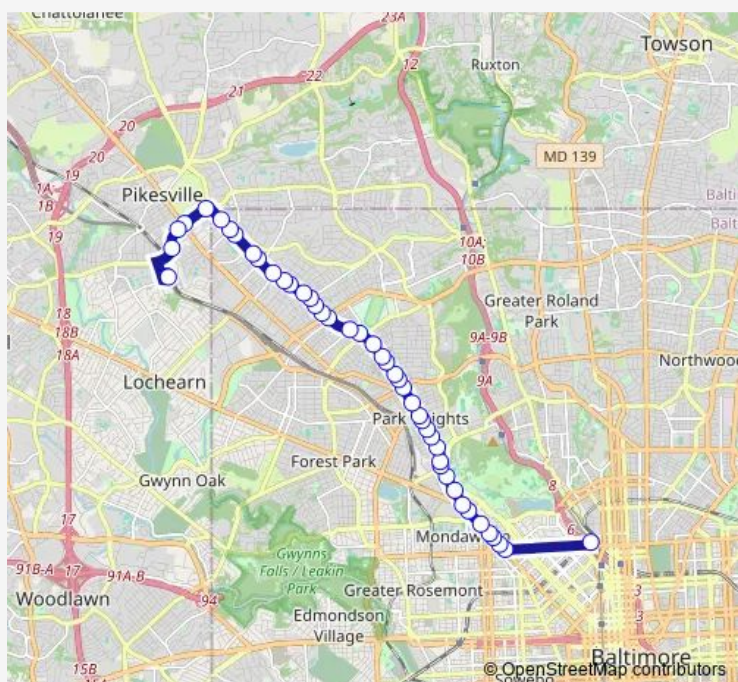 Chattolanee
23A
Towson
12
Ruxton
22
21
20
MD 139
20
19
1A;
1B
Pikesville
Balti
Balt
19
10A;
10B
Greater Roland
Park
18
18B
18A
9A-9B
Northwood
Lochearn
9A
Park Heights
Forest Park
Gwynn Oak
8
17
6
Gwynns
Falls / Leakin
Park
91B-A
17
91A-B
94
Greater Rosemont
Woodlawn
Edmondson
Village
3
3
15B
15A
Baltimore
© OpenStreetMap contributors